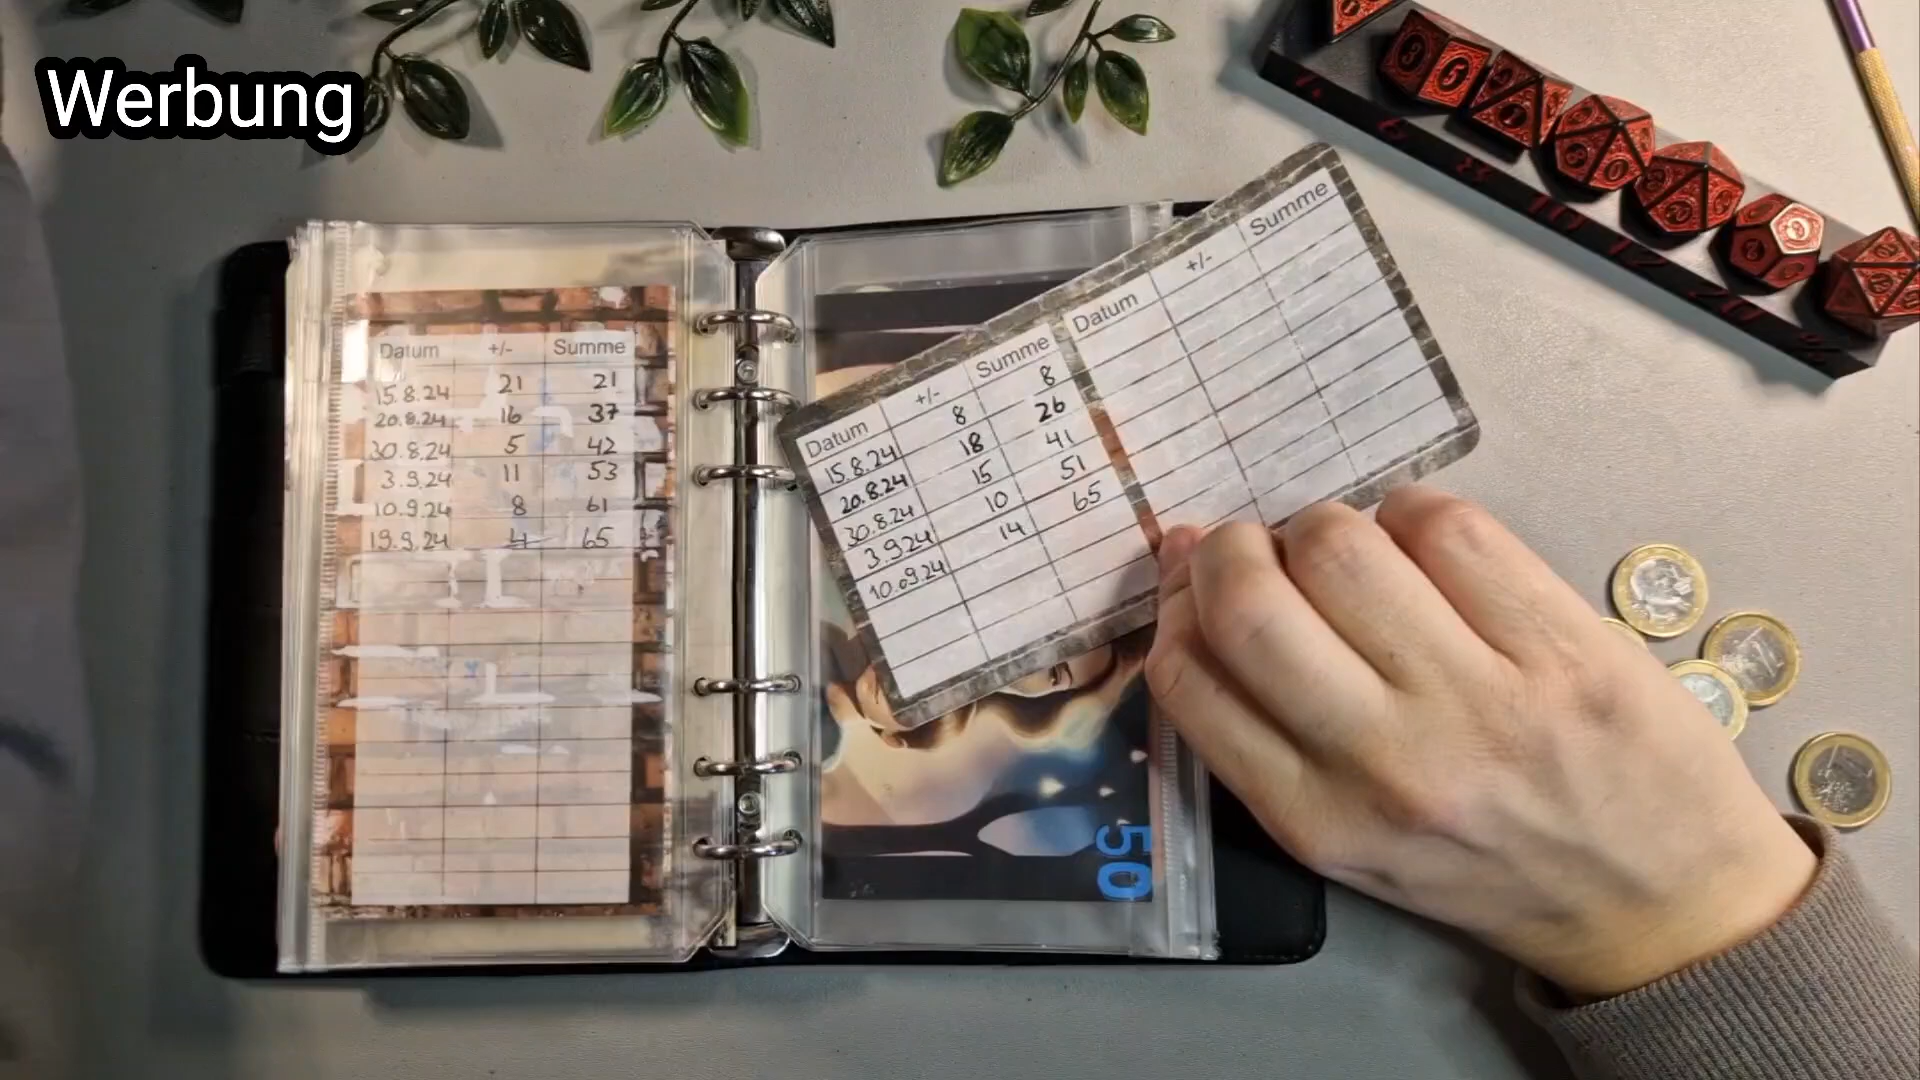 Werbung
Datum +/- Summe
15.8.24 21 21
20.8.24 16 37
30.8.24 5 42
3.9.24 11 53
10.9.24 8 61
19.9.24 4 65
Datum +/- Summe
15.8.24 8 8
20.8.24 18 26
30.8.24 15 41
3.9.24 10 51
10.09.24 14 65
Datum +/- Summe
50